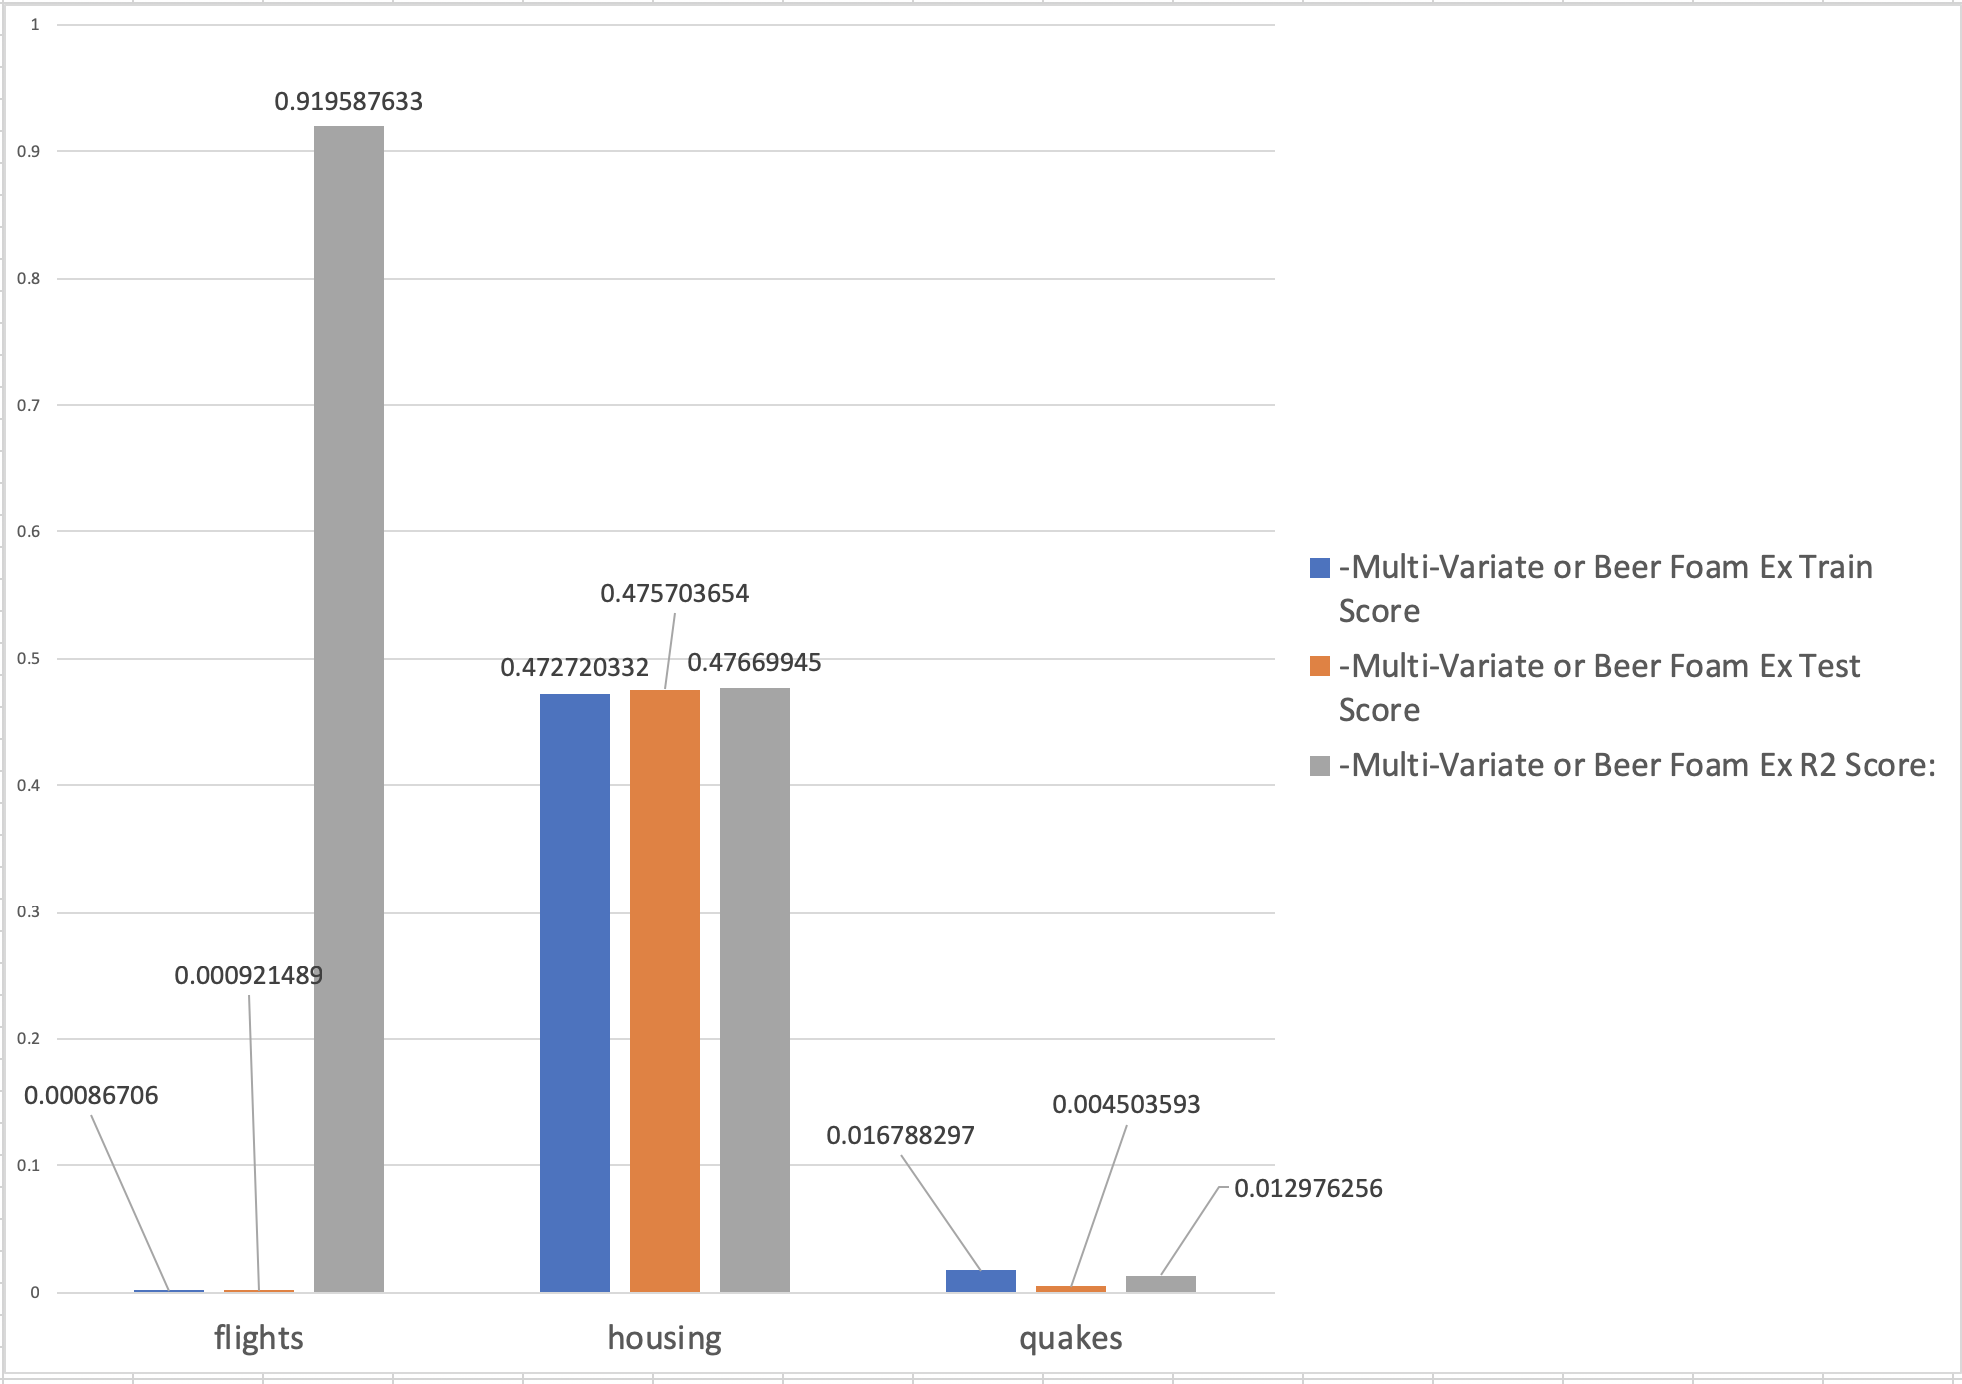 1
0.9
0.8
0.7
0.6
0.5
0.4
0.3
0.2
0.1
0
0.919587633
0.000921489
0.00086706
0.475703654
0.472720332
0.47669945
0.016788297
0.004503593
0.012976256
flights
housing
quakes
-Multi-Variate or Beer Foam Ex Train
Score
-Multi-Variate or Beer Foam Ex Test
Score
-Multi-Variate or Beer Foam Ex R2 Score: